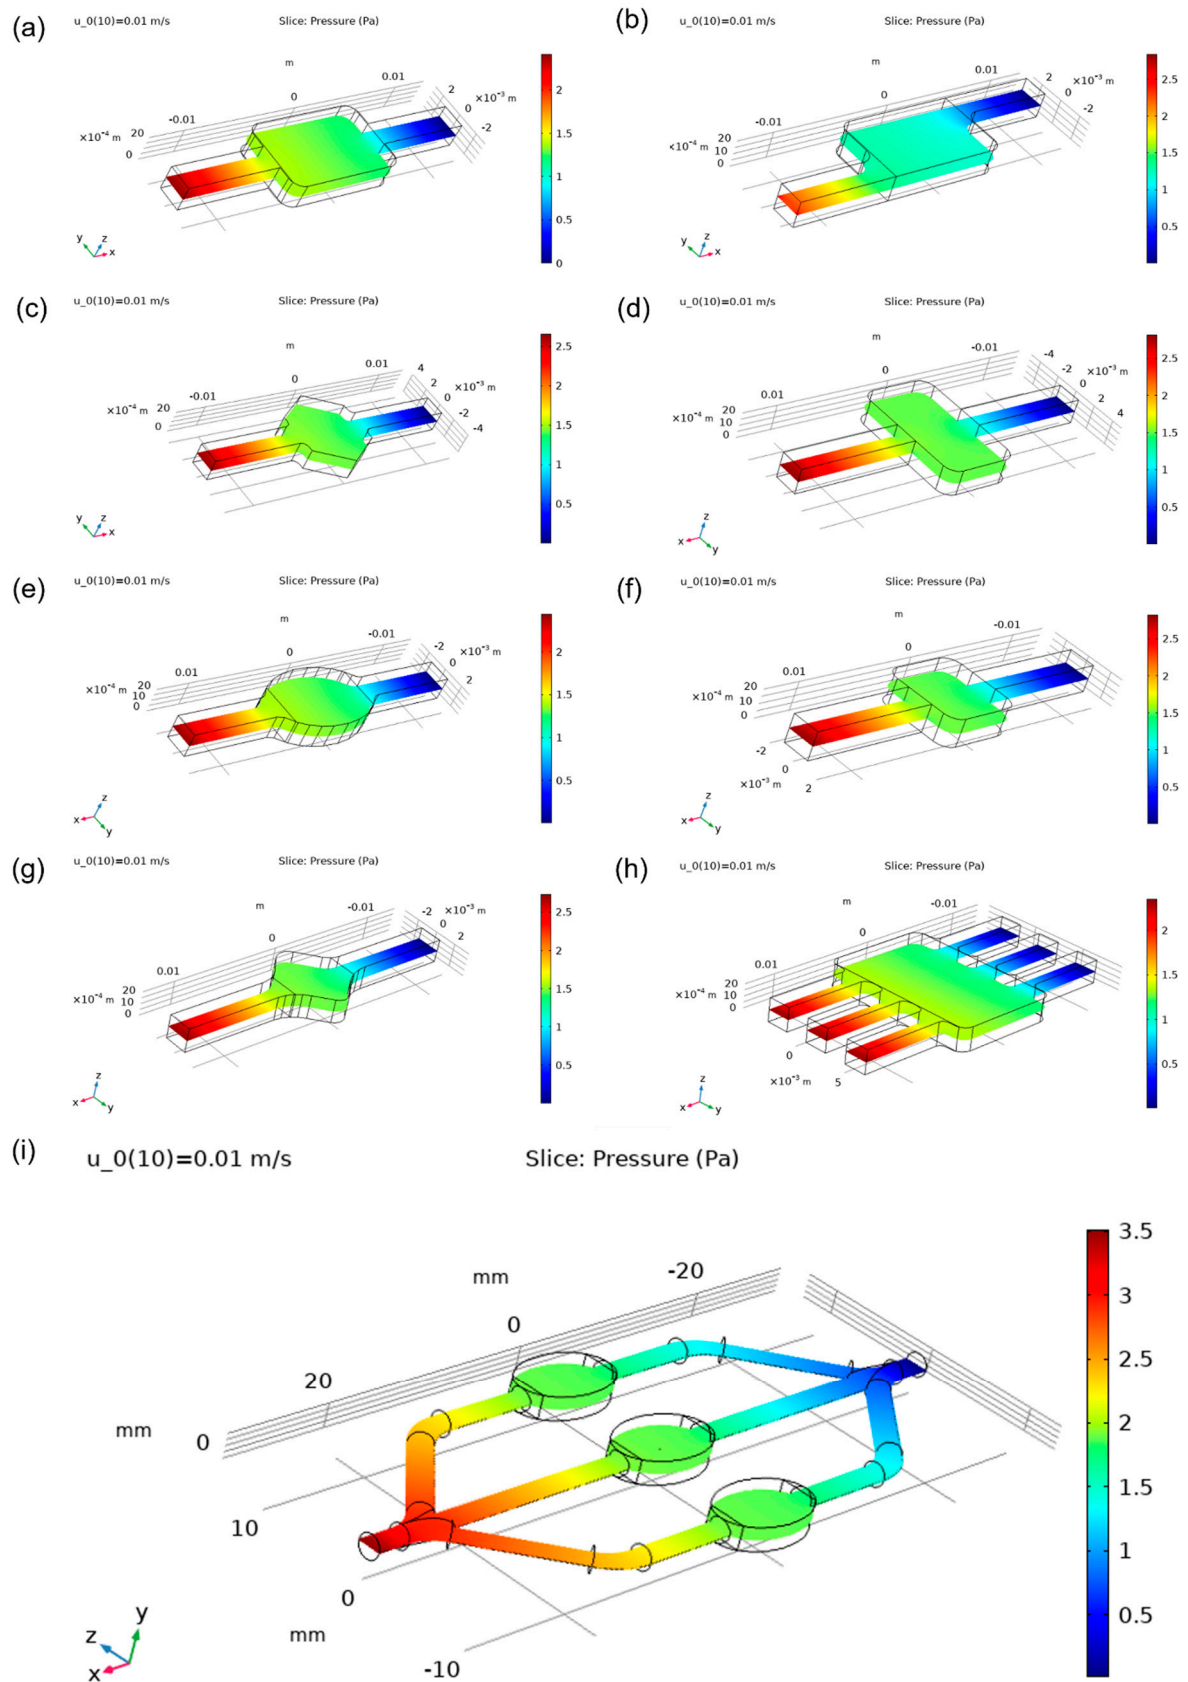 (a) u_0(10)=0.01 m/s Slice: Pressure (Pa)
m
0.01
0
-0.01
2
0
-2
×10⁻³ m
×10⁻⁴ m
20
0
2
1.5
1
0.5
0
y z x
(b) u_0(10)=0.01 m/s Slice: Pressure (Pa)
m
0.01
0
-0.01
2
0
-2
×10⁻³ m
×10⁻⁴ m
20
10
0
2.5
2
1.5
1
0.5
y z x
(c) u_0(10)=0.01 m/s Slice: Pressure (Pa)
m
0.01
0
-0.01
4
2
0
-2
-4
×10⁻³ m
×10⁻⁴ m
20
0
2.5
2
1.5
1
0.5
y z x
(d) u_0(10)=0.01 m/s Slice: Pressure (Pa)
m
-0.01
0
0.01
-4
-2
0
2
4
×10⁻³ m
×10⁻⁴ m
20
10
0
2.5
2
1.5
1
0.5
z x y
(e) u_0(10)=0.01 m/s Slice: Pressure (Pa)
m
-0.01
0
0.01
-2
0
2
×10⁻³ m
×10⁻⁴ m
20
10
0
2
1.5
1
0.5
z x y
(f) u_0(10)=0.01 m/s Slice: Pressure (Pa)
m
-0.01
0
0.01
×10⁻⁴ m
20
10
0
-2
0
2
×10⁻³ m
2.5
2
1.5
1
0.5
z x y
(g) u_0(10)=0.01 m/s Slice: Pressure (Pa)
m
-0.01
0
0.01
-2
0
2
×10⁻³ m
×10⁻⁴ m
20
10
0
2.5
2
1.5
1
0.5
z x y
(h) u_0(10)=0.01 m/s Slice: Pressure (Pa)
m
-0.01
0
0.01
×10⁻⁴ m
20
10
0
0
5
×10⁻³ m
2
1.5
1
0.5
z x y
(i) u_0(10)=0.01 m/s Slice: Pressure (Pa)
mm
-20
0
20
mm
0
10
0
mm
-10
3.5
3
2.5
2
1.5
1
0.5
y z x